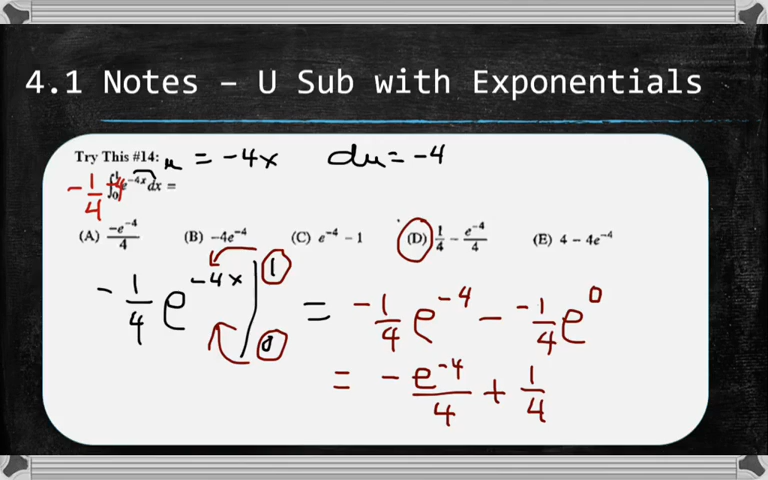 4.1 Notes – U Sub with Exponentials
Try This #14: u = -4x du = -4
-1/4 ∫₀¹ -4 e^{-4x} dx =
(A) -e^{-4}/4 (B) -4e^{-4} (C) e^{-4} - 1 (D) 1/4 - e^{-4}/4 (E) 4 - 4e^{-4}
-1/4 e^{-4x} |₀¹ = -1/4 e^{-4} - -1/4 e^0
= -e^{-4}/4 + 1/4